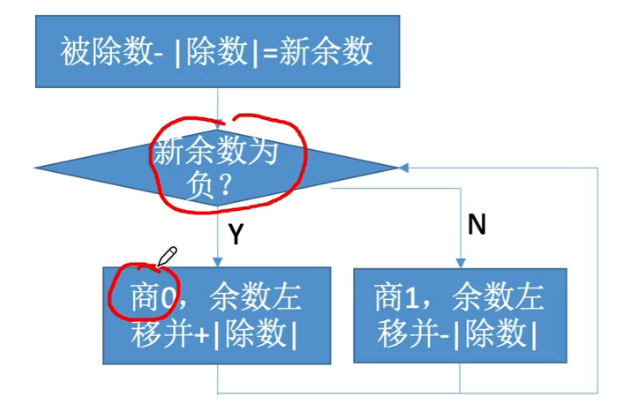 被除数- |除数|=新余数
新余数为
负？
Y
N
商0，余数左
移并+|除数|
商1，余数左
移并-|除数|